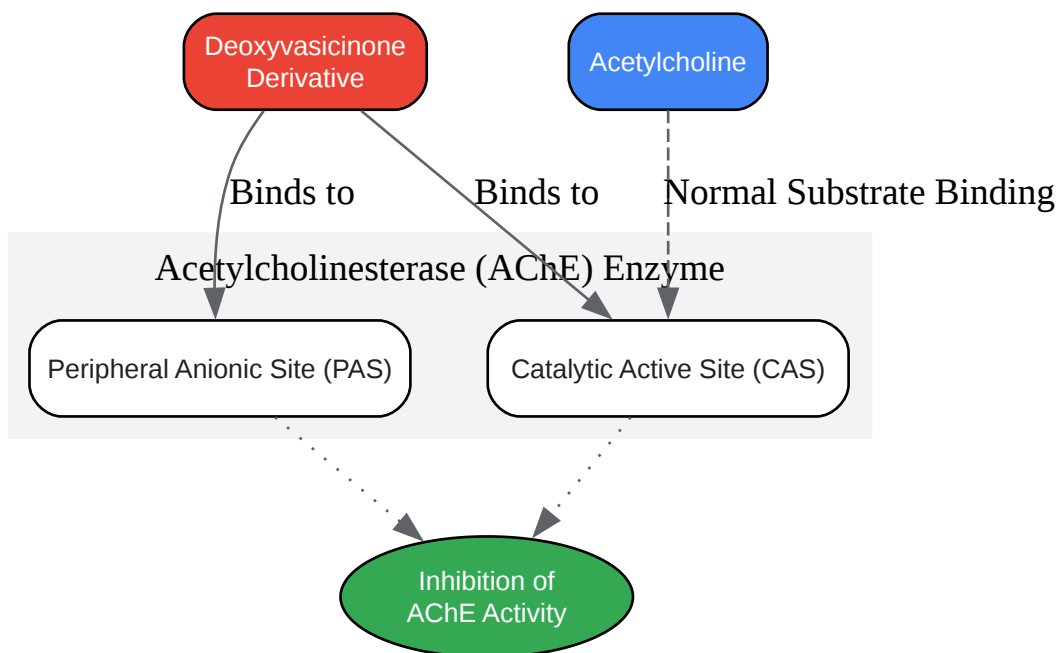 Deoxyvasicinone
Derivative
Acetylcholine
Binds to
Binds to
Normal Substrate Binding
Acetylcholinesterase (AChE) Enzyme
Peripheral Anionic Site (PAS)
Catalytic Active Site (CAS)
Inhibition of
AChE Activity